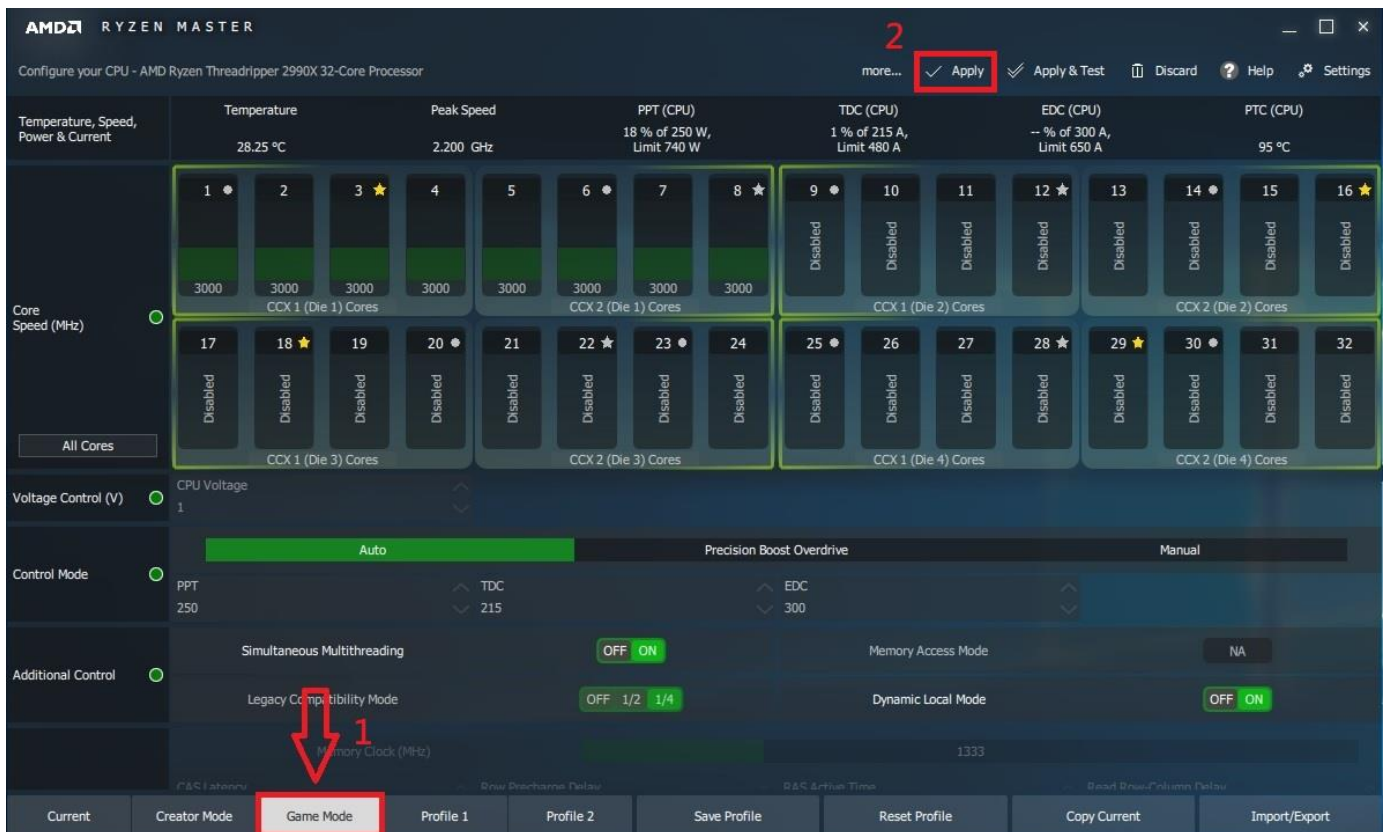 AMD RYZEN MASTER
2
Configure your CPU - AMD Ryzen Threadripper 2990X 32-Core Processor more... Apply Apply & Test Discard Help Settings
Temperature, Speed,
Power & Current
Temperature Peak Speed PPT (CPU) TDC (CPU) EDC (CPU) PTC (CPU)
18 % of 250 W, 1 % of 215 A, -- % of 300 A,
28.25 °C 2.200 GHz Limit 740 W Limit 480 A Limit 650 A 95 °C
1 2 3 4 5 6 7 8 9 10 11 12 13 14 15 16
Disabled Disabled Disabled Disabled Disabled Disabled Disabled Disabled
3000 3000 3000 3000 3000 3000 3000 3000
CCX 1 (Die 1) Cores CCX 2 (Die 1) Cores CCX 1 (Die 2) Cores CCX 2 (Die 2) Cores
Core
Speed (MHz)
17 18 19 20 21 22 23 24 25 26 27 28 29 30 31 32
Disabled Disabled Disabled Disabled Disabled Disabled Disabled Disabled Disabled Disabled Disabled Disabled Disabled Disabled Disabled Disabled
All Cores
CCX 1 (Die 3) Cores CCX 2 (Die 3) Cores CCX 1 (Die 4) Cores CCX 2 (Die 4) Cores
Voltage Control (V)
CPU Voltage
1
Auto Precision Boost Overdrive Manual
Control Mode
PPT TDC EDC
250 215 300
Simultaneous Multithreading OFF ON Memory Access Mode NA
Additional Control
Legacy Compatibility Mode OFF 1/2 1/4 Dynamic Local Mode OFF ON
1
Memory Clock (MHz) 1333
CAS Latency Row Precharge Delay RAS Active Time Read Row-Column Delay
Current Creator Mode Game Mode Profile 1 Profile 2 Save Profile Reset Profile Copy Current Import/Export